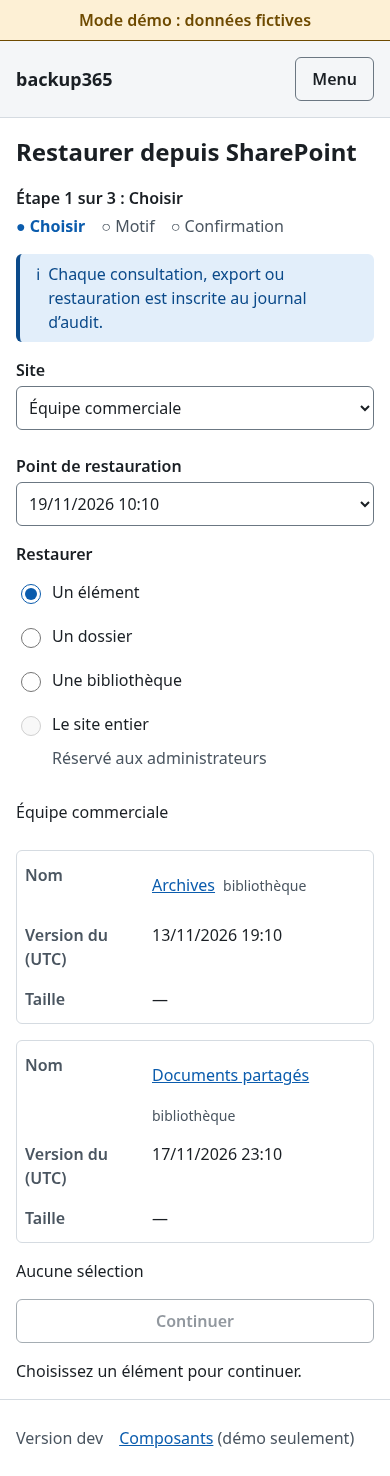 Mode démo : données fictives
backup365
Menu
Restaurer depuis SharePoint
Étape 1 sur 3 : Choisir
● Choisir ○ Motif ○ Confirmation
i Chaque consultation, export ou
restauration est inscrite au journal
d’audit.
Site
Équipe commerciale
Point de restauration
19/11/2026 10:10
Restaurer
Un élément
Un dossier
Une bibliothèque
Le site entier
Réservé aux administrateurs
Équipe commerciale
Nom Archives bibliothèque
Version du 13/11/2026 19:10
(UTC)
Taille —
Nom Documents partagés
bibliothèque
Version du 17/11/2026 23:10
(UTC)
Taille —
Aucune sélection
Continuer
Choisissez un élément pour continuer.
Version dev Composants (démo seulement)